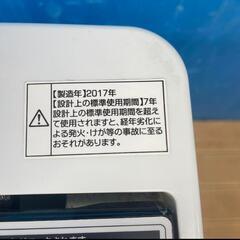 【製造年】2017年
【設計上の標準使用期間】7年
設計上の標準使用期間を超え
て使用されますと、経年劣化に
よる発火・けが等の事故に至る
おそれがあります。